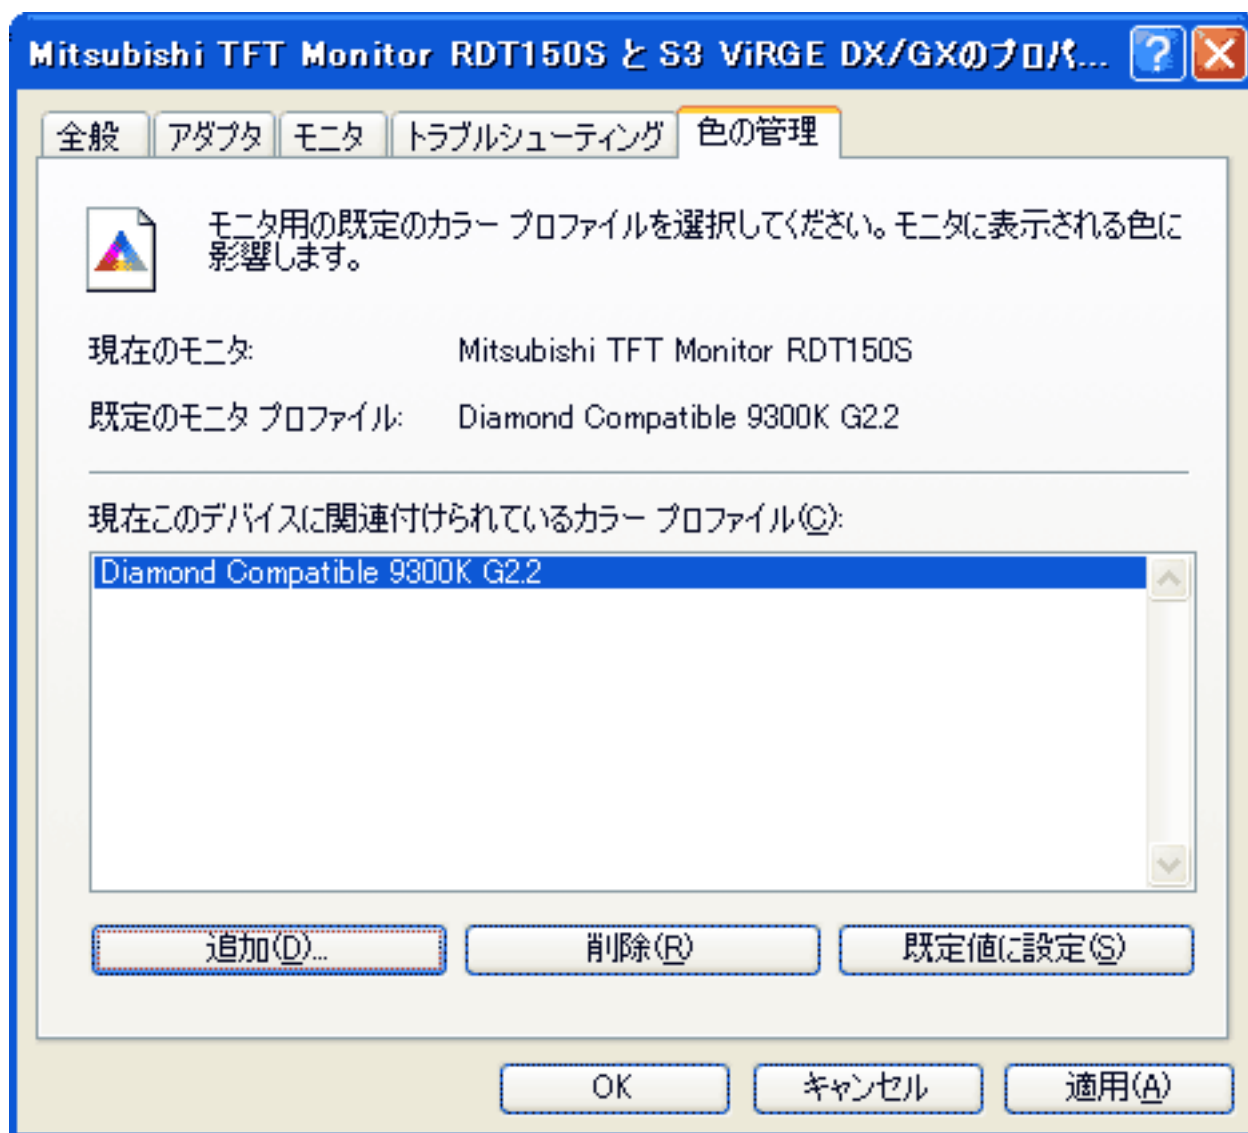 Mitsubishi TFT Monitor RDT150S と S3 ViRGE DX/GXのプロパ...
全般 アダプタ モニタ トラブルシューティング 色の管理
モニタ用の既定のカラー プロファイルを選択してください。モニタに表示される色に
影響します。
現在のモニタ: Mitsubishi TFT Monitor RDT150S
既定のモニタ プロファイル: Diamond Compatible 9300K G2.2
現在このデバイスに関連付けられているカラー プロファイル(C):
Diamond Compatible 9300K G2.2
追加(D)... 削除(R) 既定値に設定(S)
OK キャンセル 適用(A)